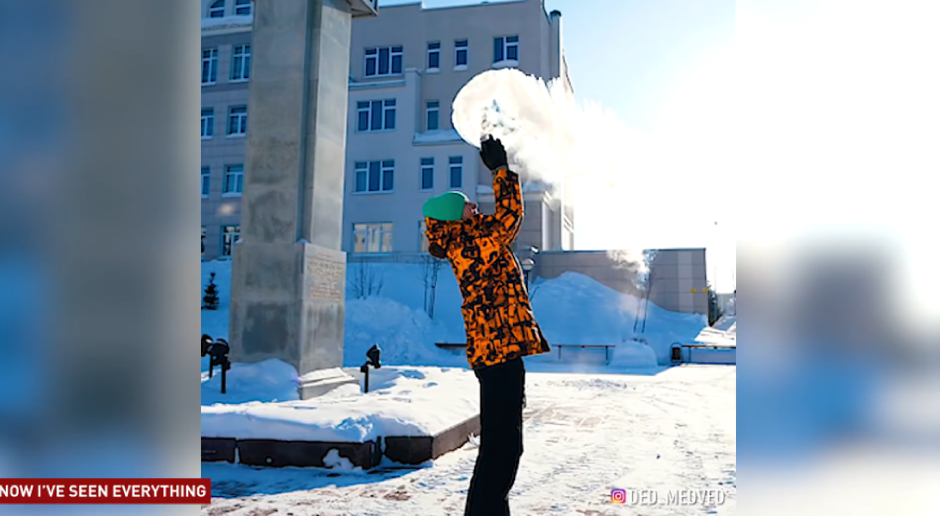 NOW I'VE SEEN EVERYTHING
DED_MEDVED